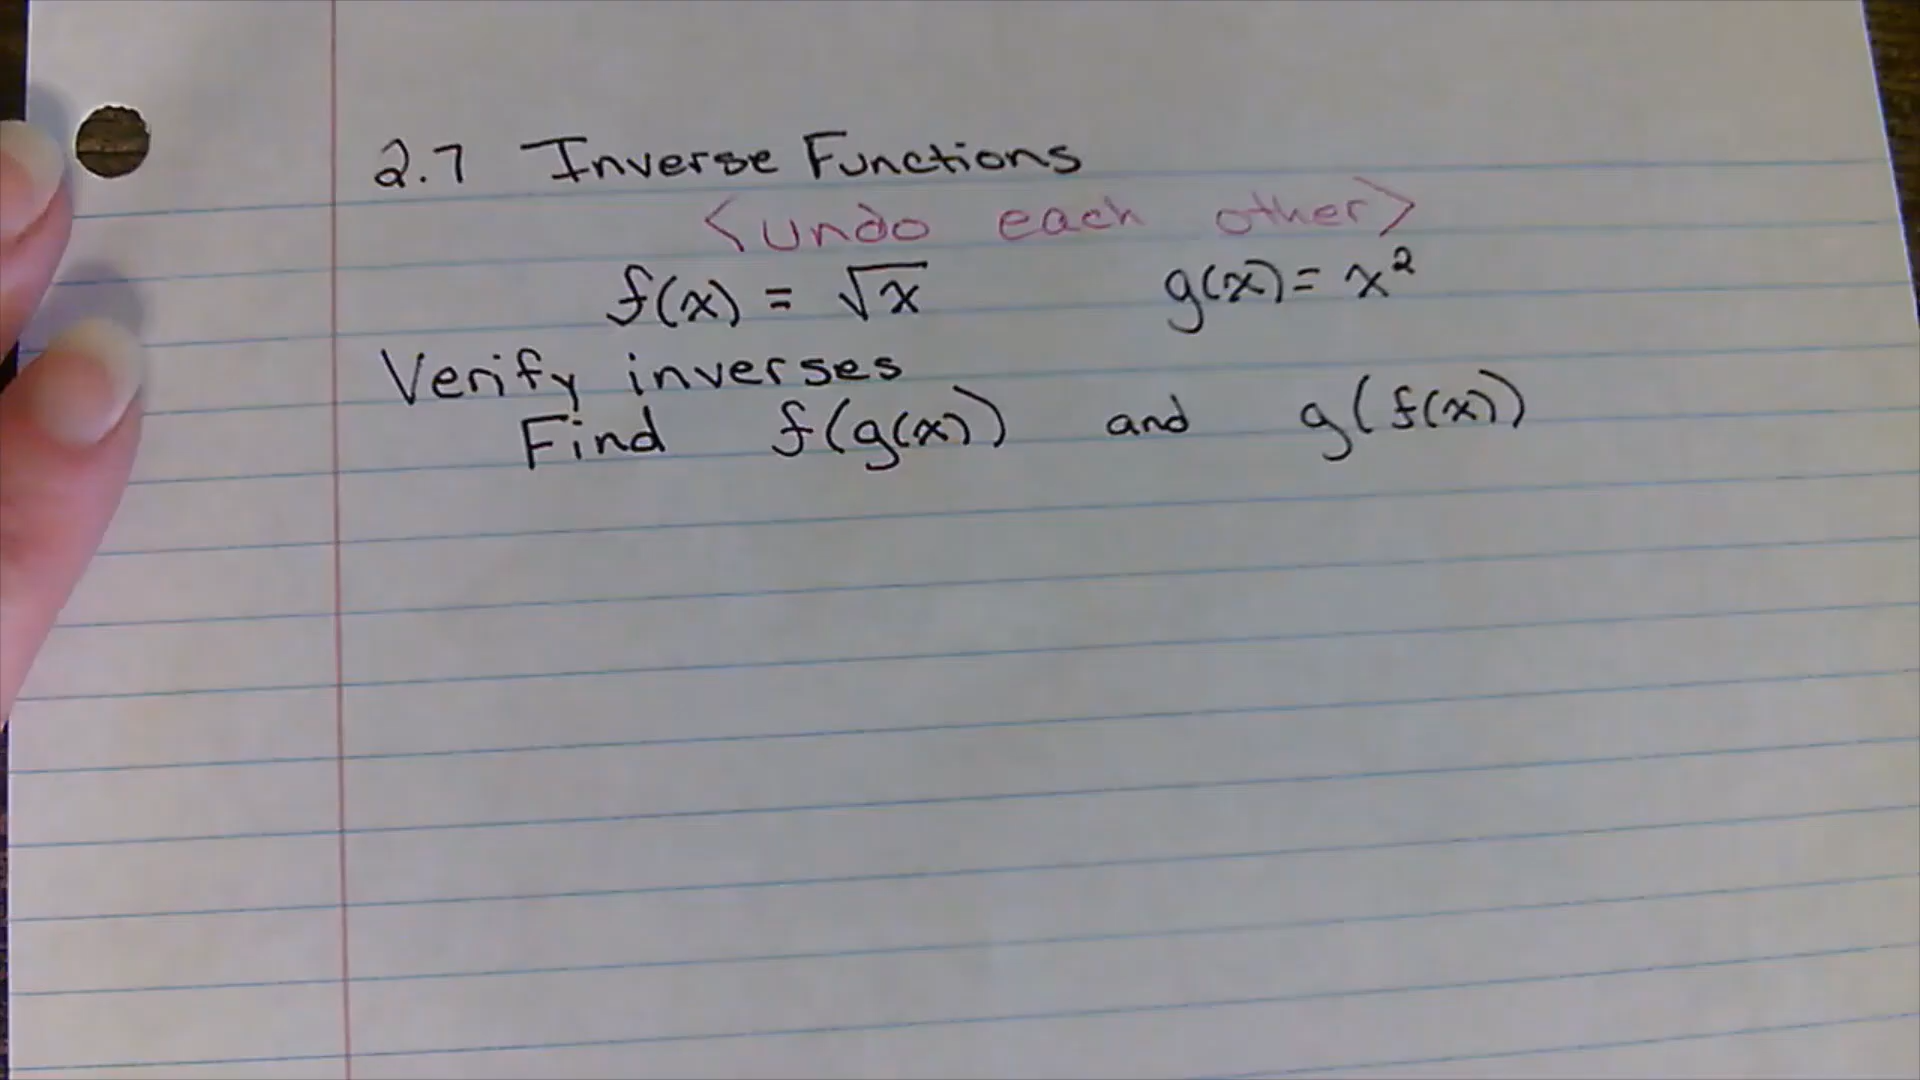 2.7 Inverse Functions
<undo each other>
f(x) = √x g(x) = x²
Verify inverses
Find f(g(x)) and g(f(x))